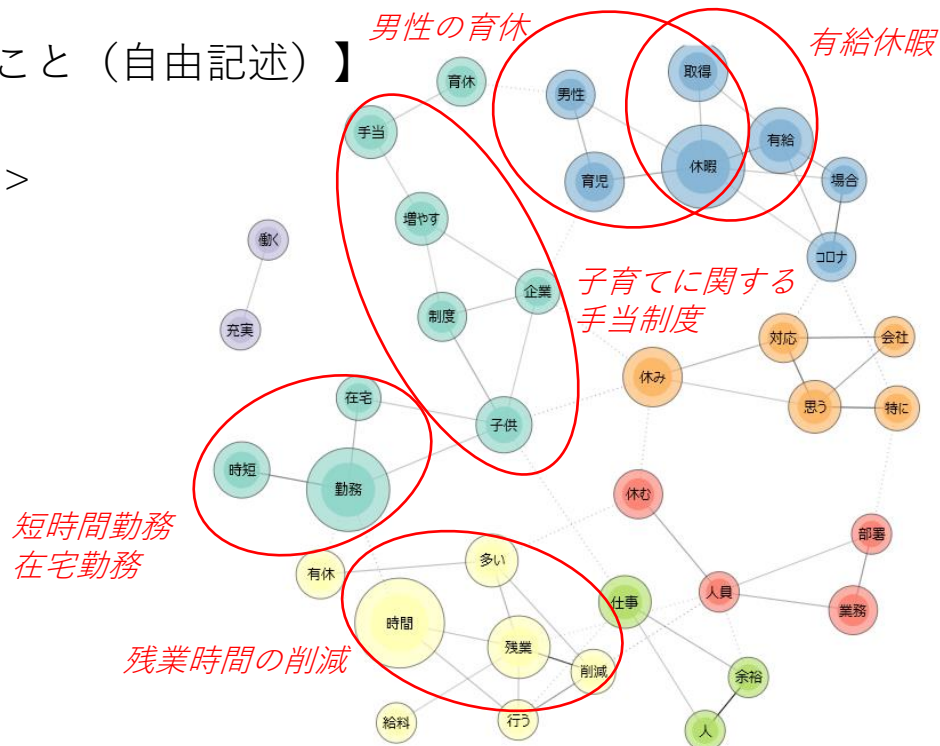 男性の育休
有給休暇
こと（自由記述）】
＞
取得
育休
男性
手当
有給
休暇
育児
場合
増やす
働く
コロナ
企業
子育てに関する
手当制度
制度
充実
対応
会社
休み
在宅
思う
特に
子供
時短
勤務
休む
短時間勤務
在宅勤務
部署
多い
有休
人員
仕事
業務
時間
残業
残業時間の削減
削減
余裕
給料
行う
人